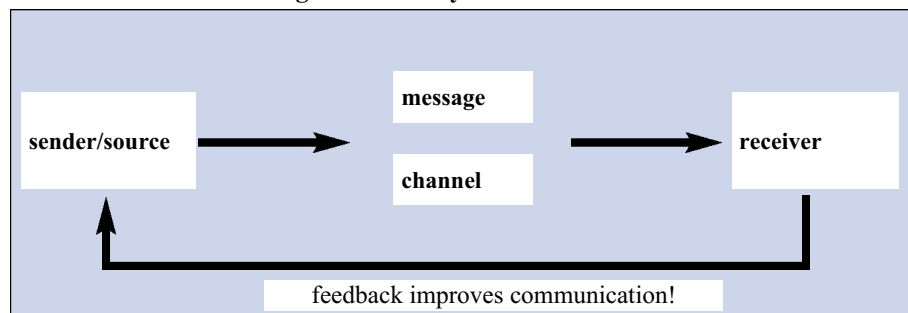 message
sender/source
receiver
channel
feedback improves communication!